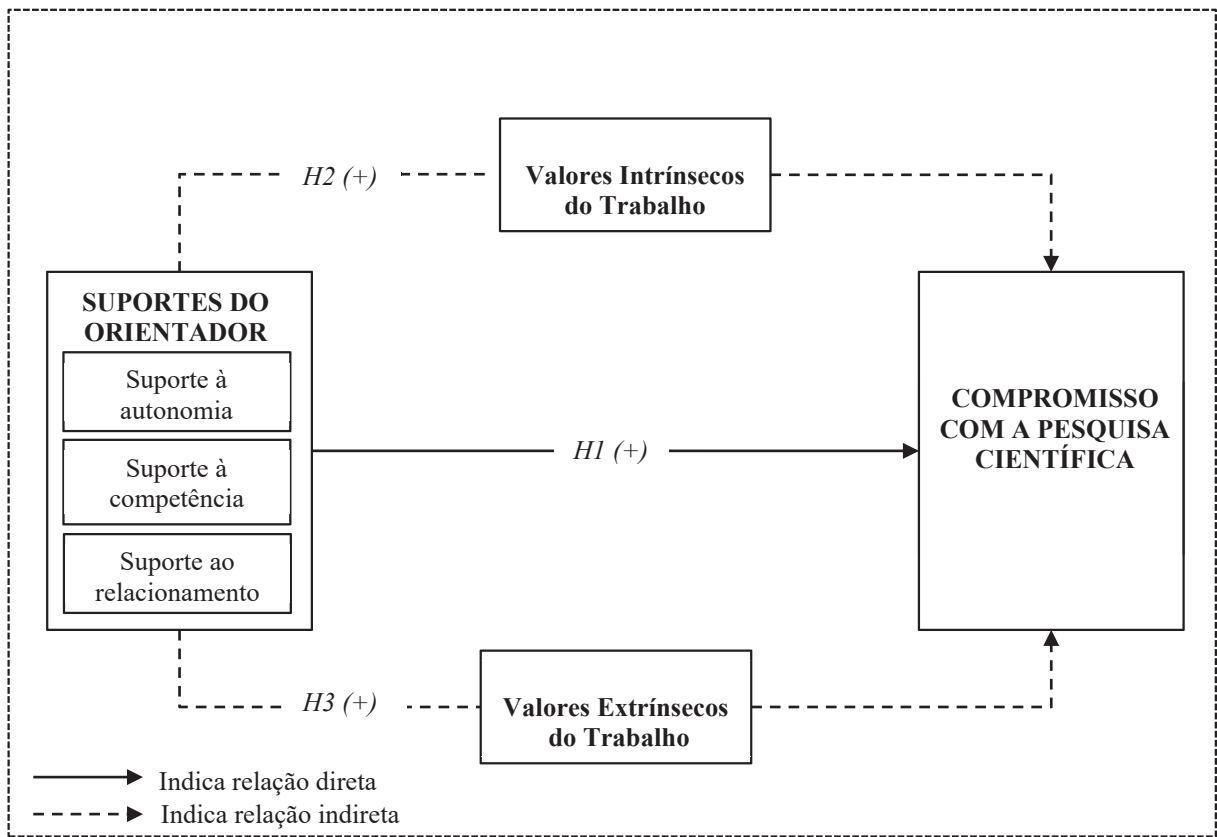 H2 (+)
Valores Intrínsecos
do Trabalho
SUPORTES DO
ORIENTADOR
Suporte à
autonomia
Suporte à
competência
Suporte ao
relacionamento
H1 (+)
COMPROMISSO
COM A PESQUISA
CIENTÍFICA
H3 (+)
Valores Extrínsecos
do Trabalho
Indica relação direta
Indica relação indireta